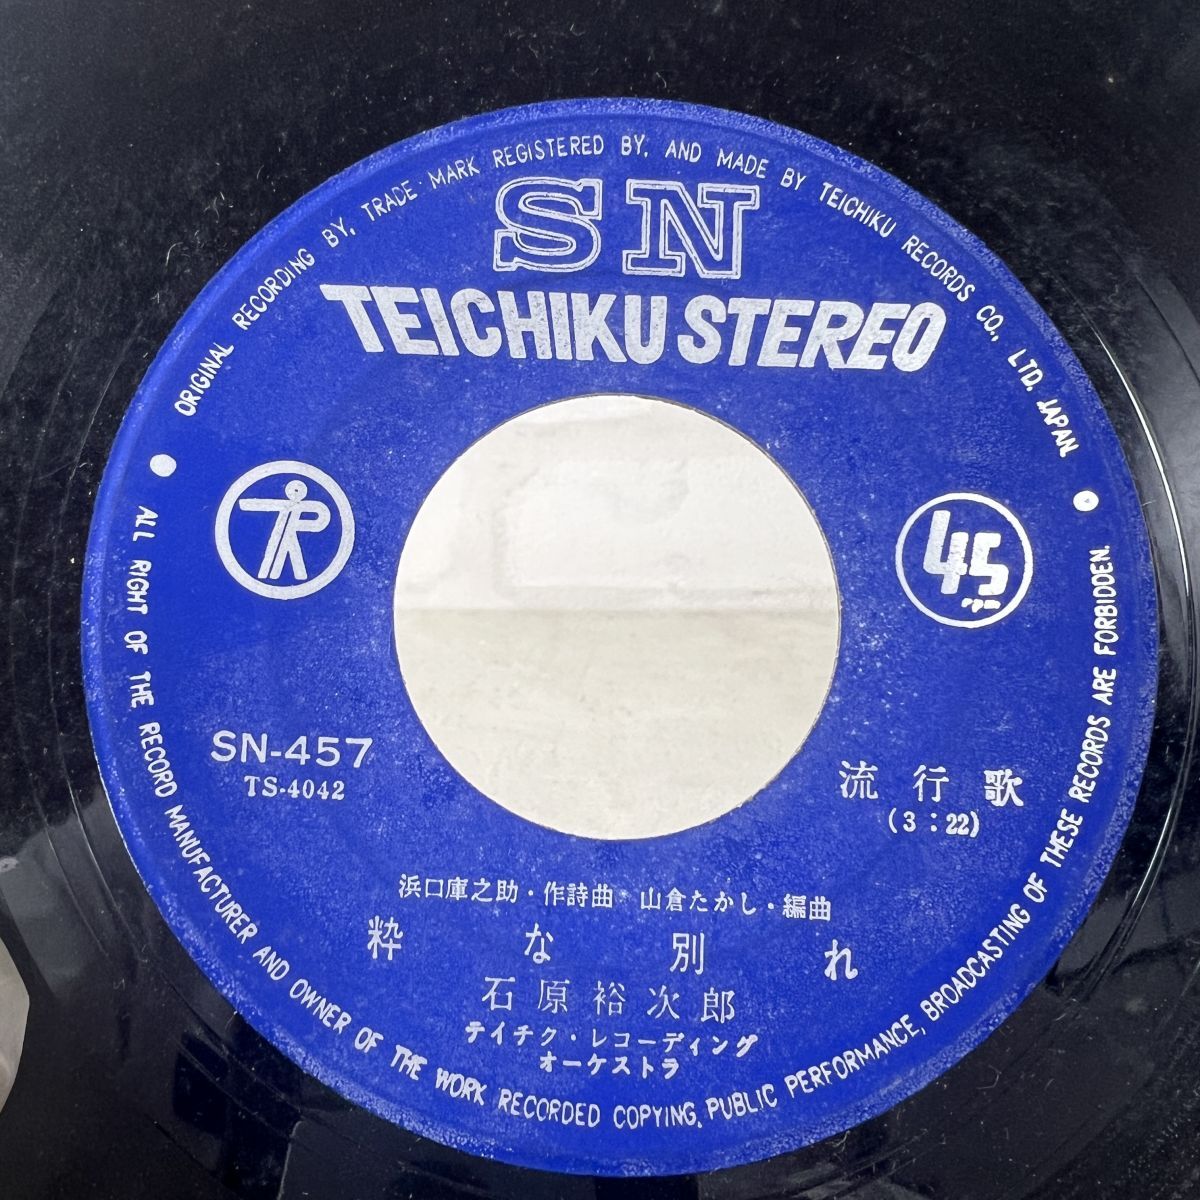 ORIGINAL RECORDING BY, TRADE MARK REGISTERED BY, AND MADE BY TEICHIKU RECORDS CO., LTD. JAPAN
SN
TEICHIKU STEREO
45
rpm
SN-457
TS-4042
流行歌
(3:22)
浜口庫之助・作詩曲 山倉たかし・編曲
粋な別れ
石原裕次郎
テイチク・レコーディング
オーケストラ
ALL RIGHT OF THE RECORD MANUFACTURER AND OWNER OF THE WORK RECORDED COPYING, PUBLIC PERFORMANCE, BROADCASTING OF THESE RECORDS ARE FORBIDDEN.